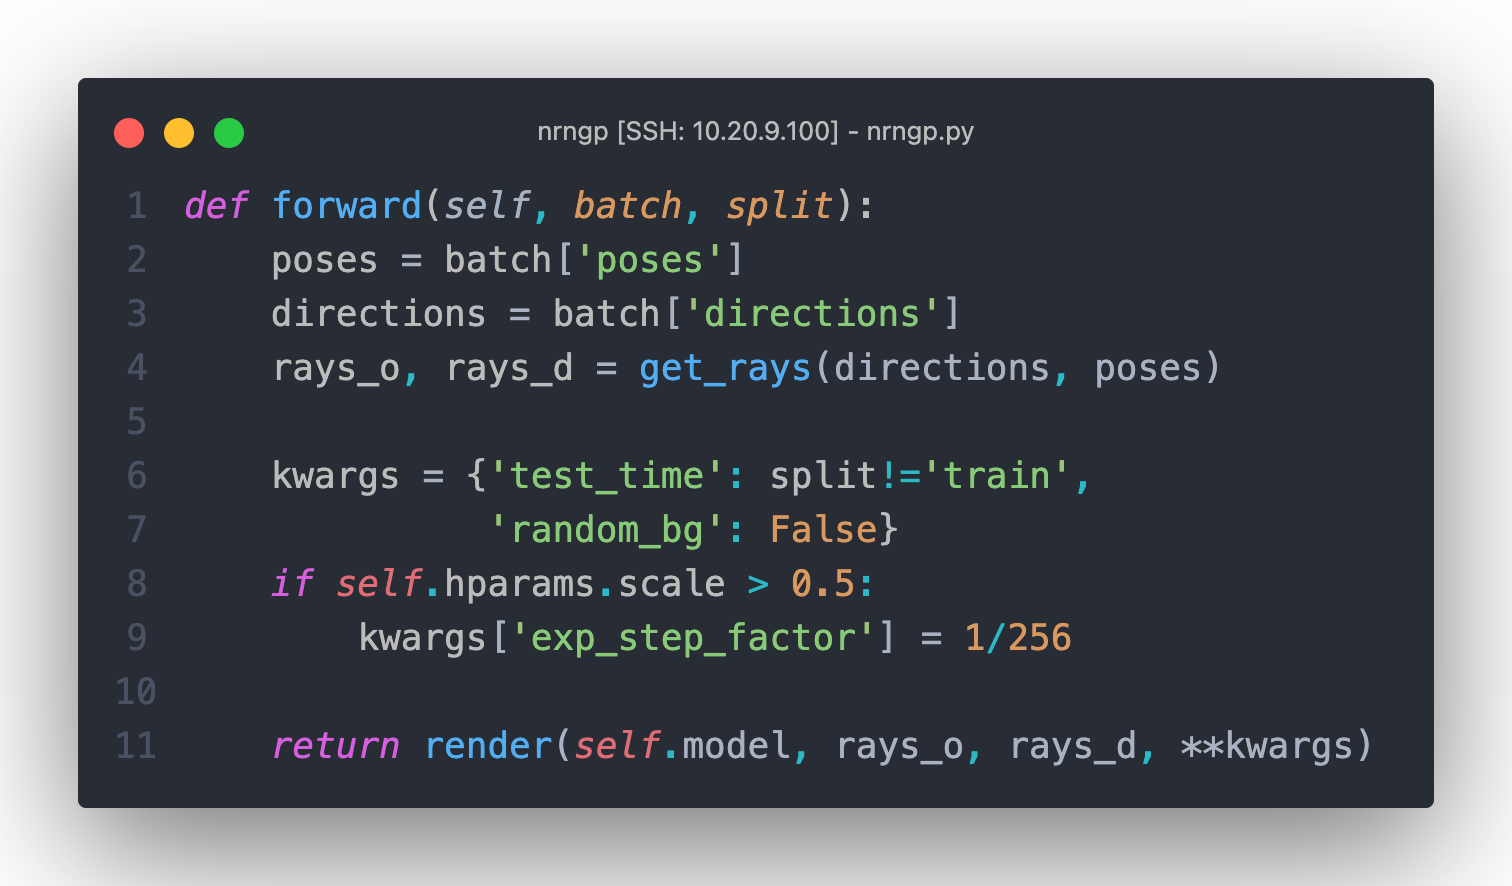 nrngp [SSH: 10.20.9.100] - nrngp.py
1 def forward(self, batch, split):
2     poses = batch['poses']
3     directions = batch['directions']
4     rays_o, rays_d = get_rays(directions, poses)
5
6     kwargs = {'test_time': split!='train',
7               'random_bg': False}
8     if self.hparams.scale > 0.5:
9         kwargs['exp_step_factor'] = 1/256
10
11     return render(self.model, rays_o, rays_d, **kwargs)